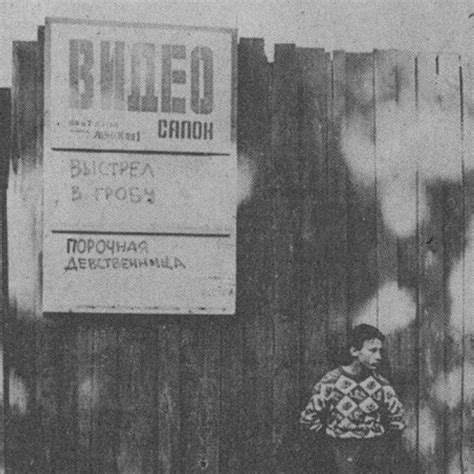 ВИДЕО
САЛОН
ВЫСТРЕЛ
В ГРОБУ
ПОРОЧНАЯ
ДЕВСТВЕННИЦА